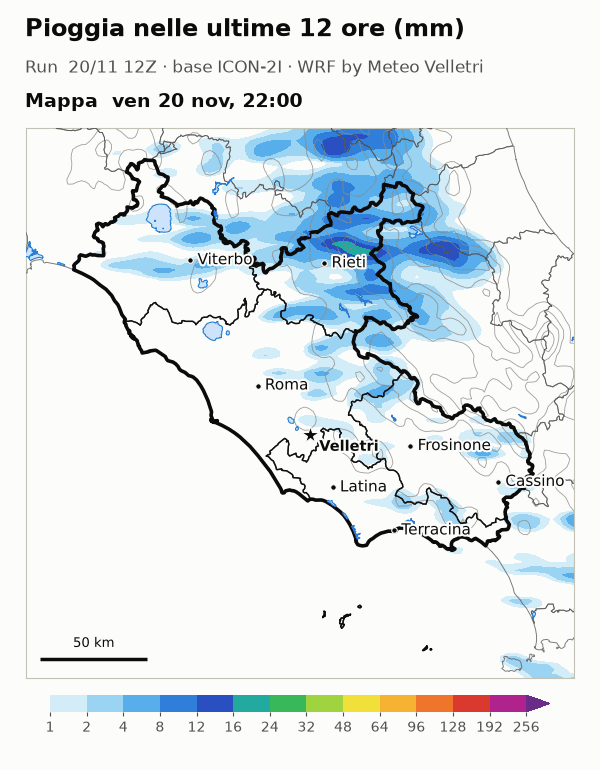 Pioggia nelle ultime 12 ore (mm)
Run  20/11 12Z · base ICON-2I · WRF by Meteo Velletri
Mappa  ven 20 nov, 22:00
Viterbo
Rieti
Roma
Velletri
Frosinone
Latina
Cassino
Terracina
50 km
1 2 4 8 12 16 24 32 48 64 96 128 192 256